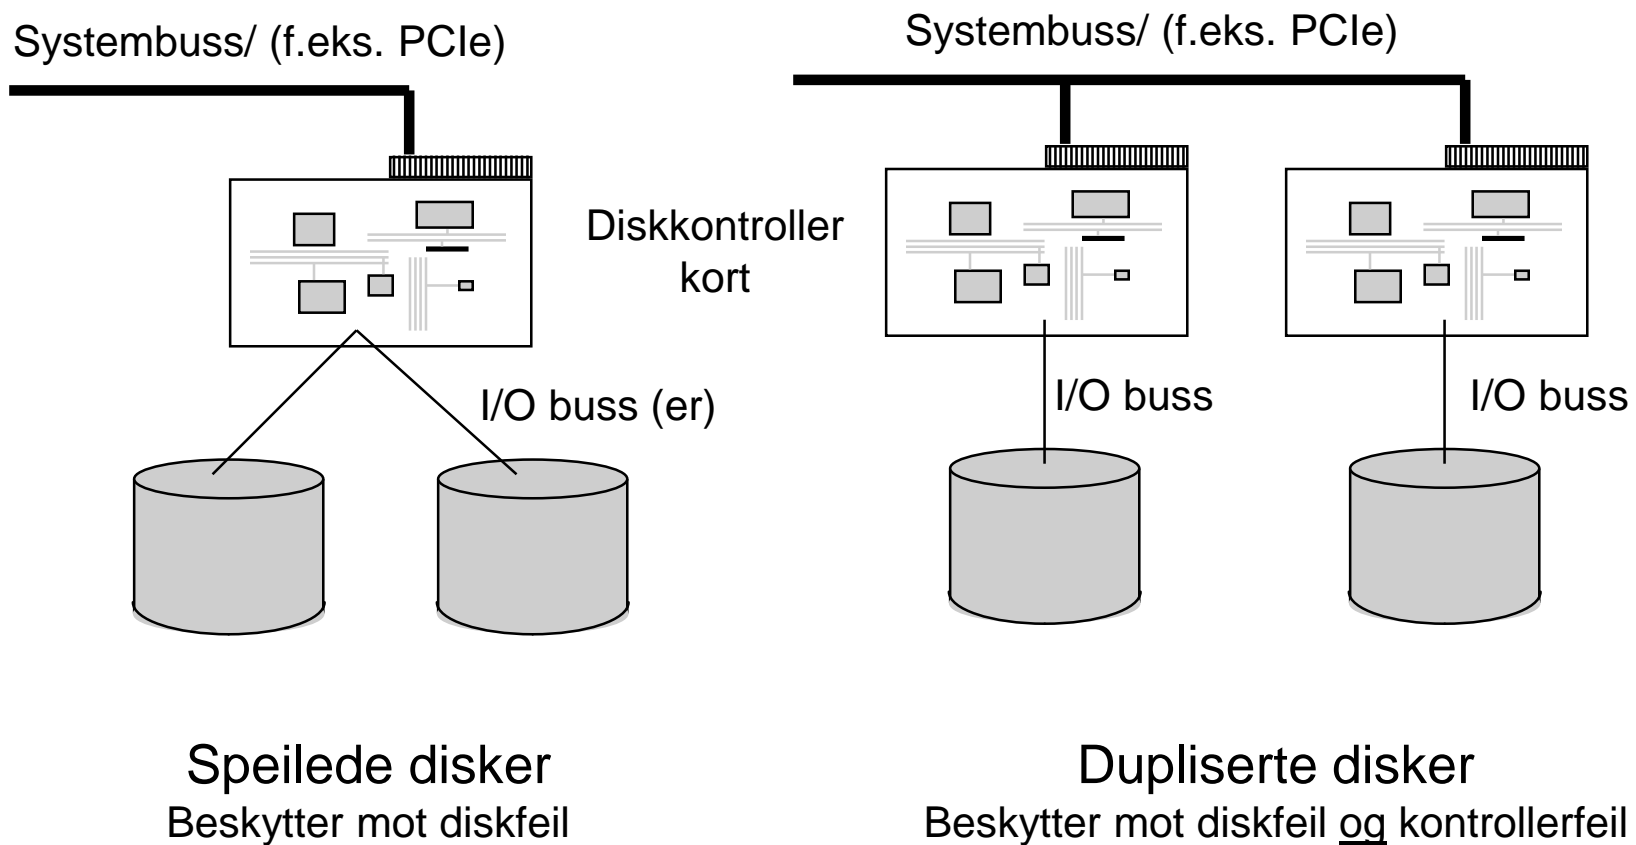 Systembuss/ (f.eks. PCIe)
Systembuss/ (f.eks. PCIe)
Diskkontroller
kort
I/O buss (er)
I/O buss
I/O buss
Speilede disker
Beskytter mot diskfeil
Dupliserte disker
Beskytter mot diskfeil og kontrollerfeil